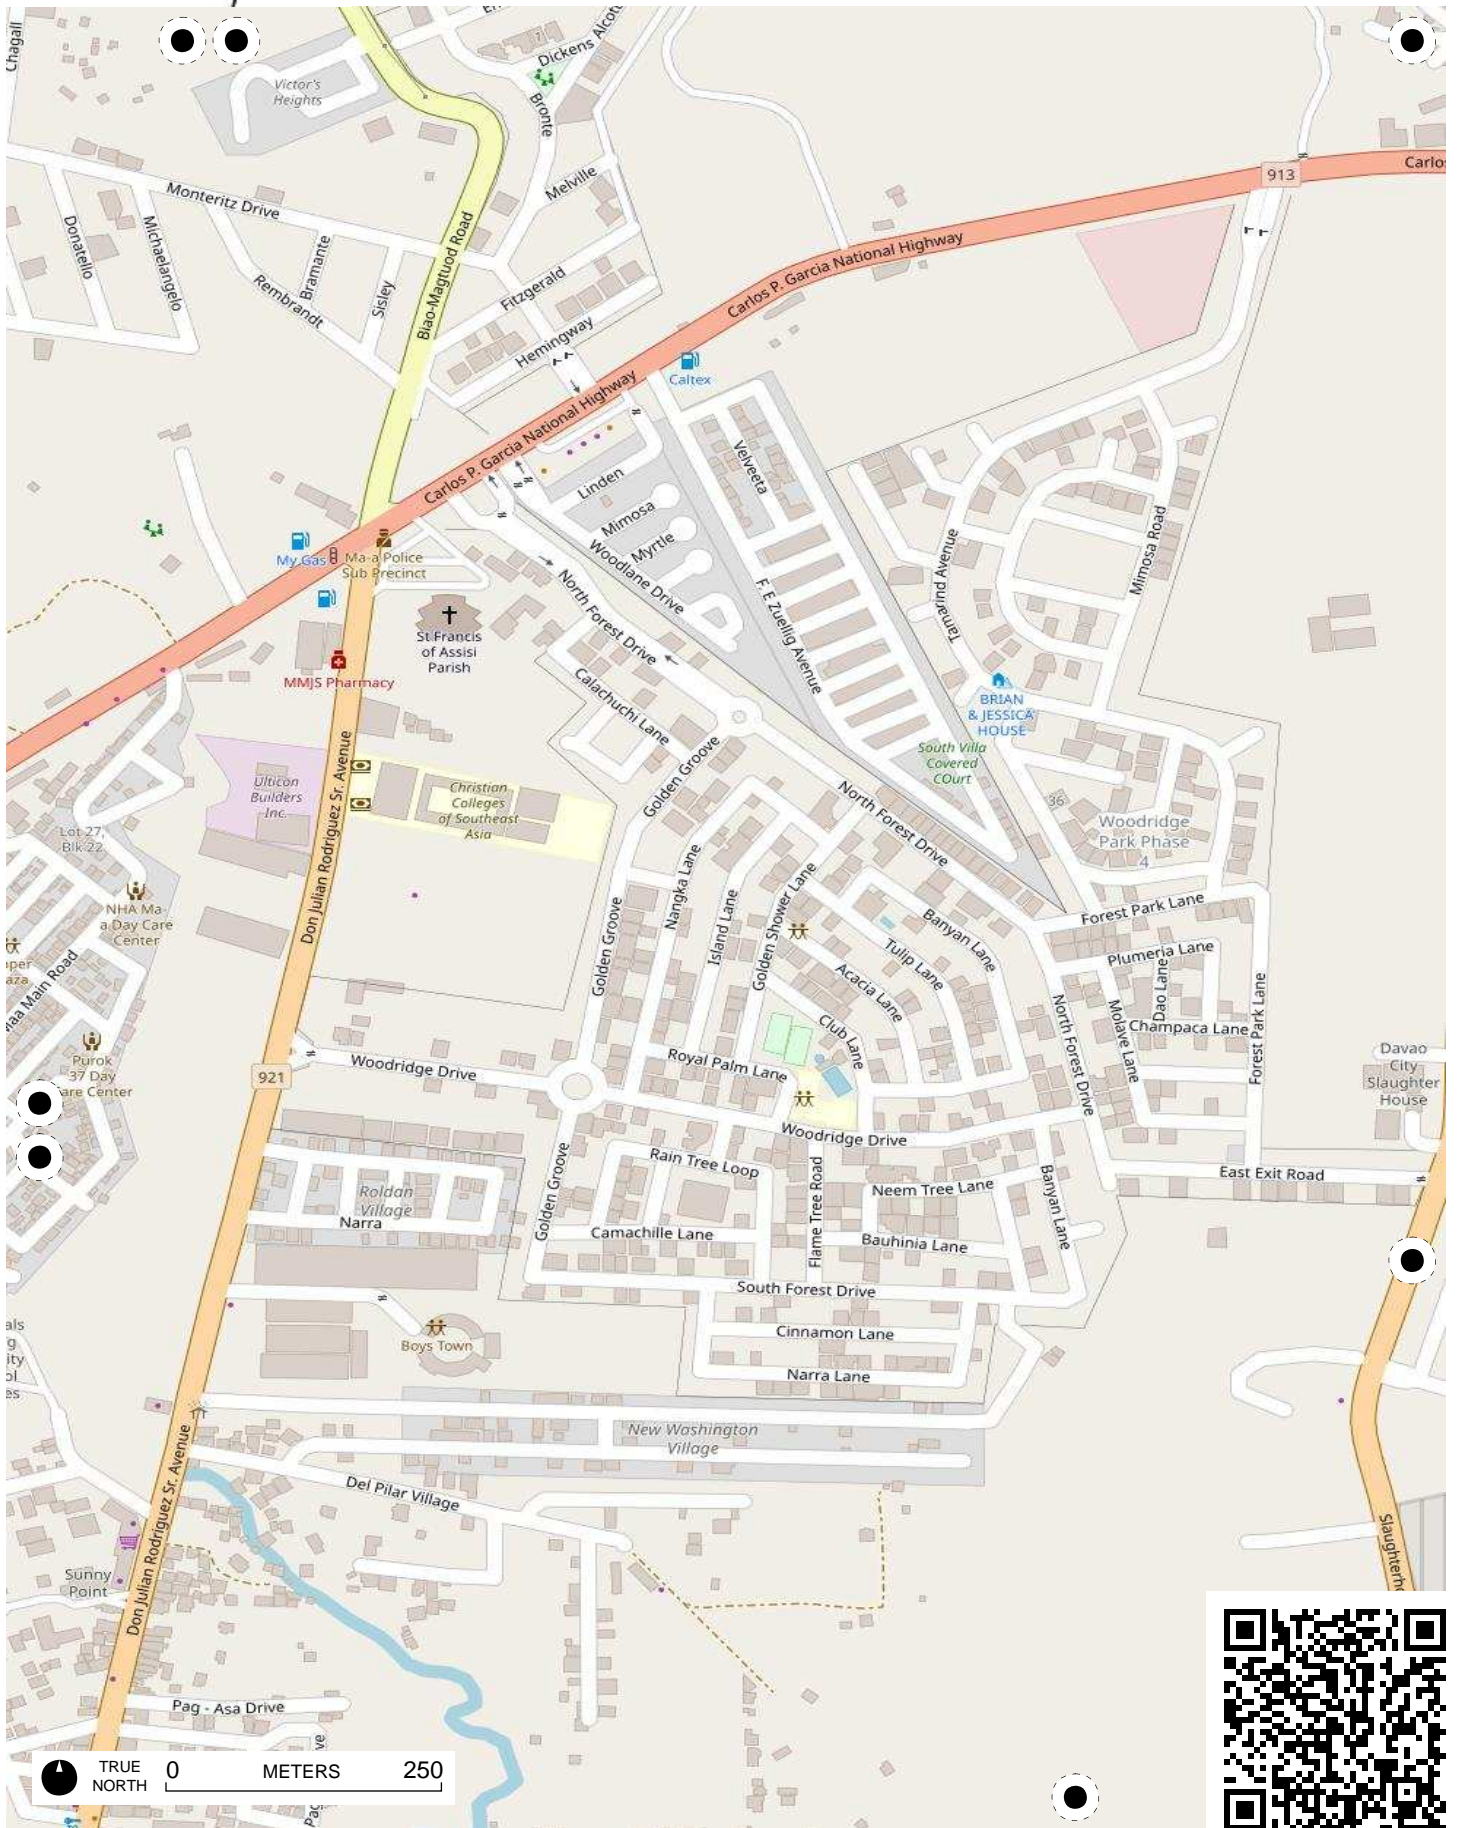 Chagall
Dickens
Alcott
Bronte
Victor's
Heights
Melville
Carlos
913
Monteritz Drive
Donatello
Michaelangelo
Bramante
Rembrandt
Sisley
Biao-Magtuod Road
Fitzgerald
Hemingway
Carlos P. Garcia National Highway
Carlos P. Garcia National Highway
Carlos P. Garcia National Highway
Caltex
Velveeta
Linden
Mimosa
Myrtle
Woodlane Drive
My Gas
Ma-a Police
Sub Precinct
North Forest Drive
F. E Zuellig Avenue
Tamarind Avenue
Mimosa Road
St Francis
of Assisi
Parish
MMJS Pharmacy
Calachuchi Lane
BRIAN
& JESSICA
HOUSE
South Villa
Covered
COurt
Ulticon
Builders
Inc.
Christian
Colleges
of Southeast
Asia
Golden Groove
North Forest Drive
36
Woodridge
Park Phase
4
Lot 27,
Blk 22
Don Julian Rodriguez Sr. Avenue
NHA Ma-
a Day Care
Center
Nangka Lane
Island Lane
Golden Shower Lane
Golden Groove
Banyan Lane
Tulip Lane
Acacia Lane
Forest Park Lane
Plumeria Lane
Dao Lane
Champaca Lane
Molave Lane
Forest Park Lane
North Forest Drive
Maa Main Road
Purok
37 Day
Care Center
921
Woodridge Drive
Royal Palm Lane
Club Lane
Davao
City
Slaughter
House
Woodridge Drive
Rain Tree Loop
Golden Groove
Flame Tree Road
Neem Tree Lane
Banyan Lane
East Exit Road
Roldan
Village
Narra
Camachille Lane
Bauhinia Lane
South Forest Drive
Boys Town
Cinnamon Lane
Narra Lane
New Washington
Village
Del Pilar Village
Don Julian Rodriguez Sr. Avenue
Sunny
Point
Pag - Asa Drive
TRUE
NORTH
0 METERS 250